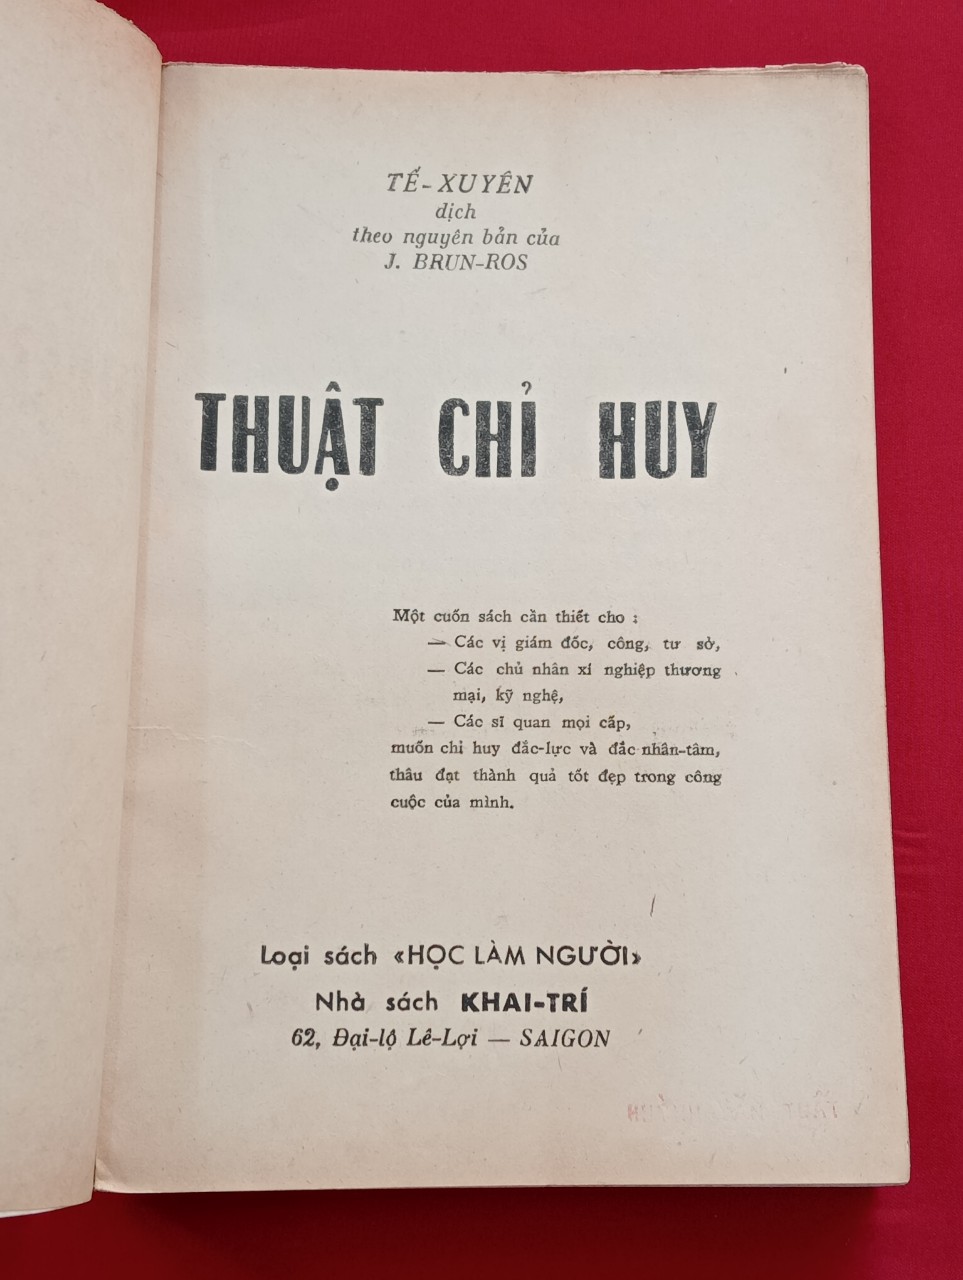 TẾ-XUYÊN
dịch
theo nguyên bản của
J. BRUN-ROS
THUẬT CHỈ HUY
Một cuốn sách cần thiết cho :
— Các vị giám đốc, công, tư sở,
— Các chủ nhân xí nghiệp thương
mại, kỹ nghệ,
— Các sĩ quan mọi cấp,
muốn chỉ huy đắc-lực và đắc nhân-tâm,
thâu đạt thành quả tốt đẹp trong công
cuộc của mình.
Loại sách «HỌC LÀM NGƯỜI»
Nhà sách KHAI-TRÍ
62, Đại-lộ Lê-Lợi — SAIGON